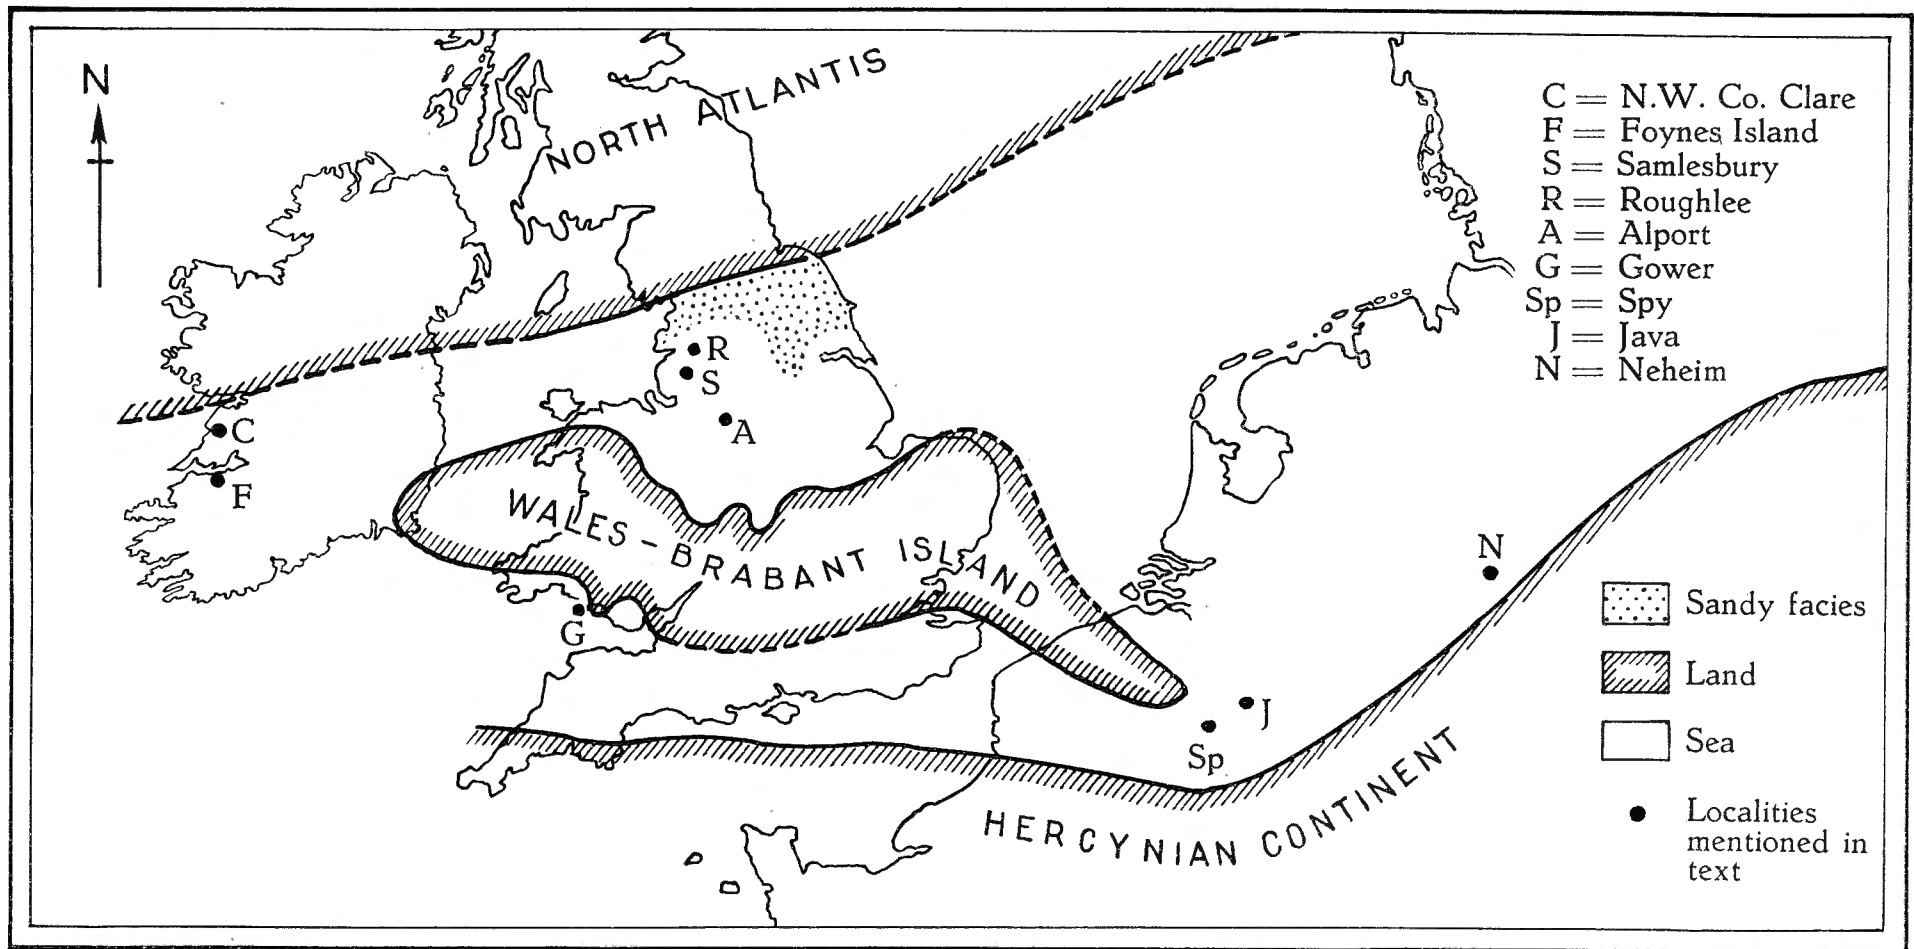 N
NORTH ATLANTIS
C = N.W. Co. Clare
F = Foynes Island
S = Samlesbury
R = Roughlee
A = Alport
G = Gower
Sp = Spy
J = Java
N = Neheim
R
S
A
C
F
WALES-BRABANT ISLAND
G
N
J
Sp
HERCYNIAN CONTINENT
Sandy facies
Land
Sea
Localities
mentioned in
text